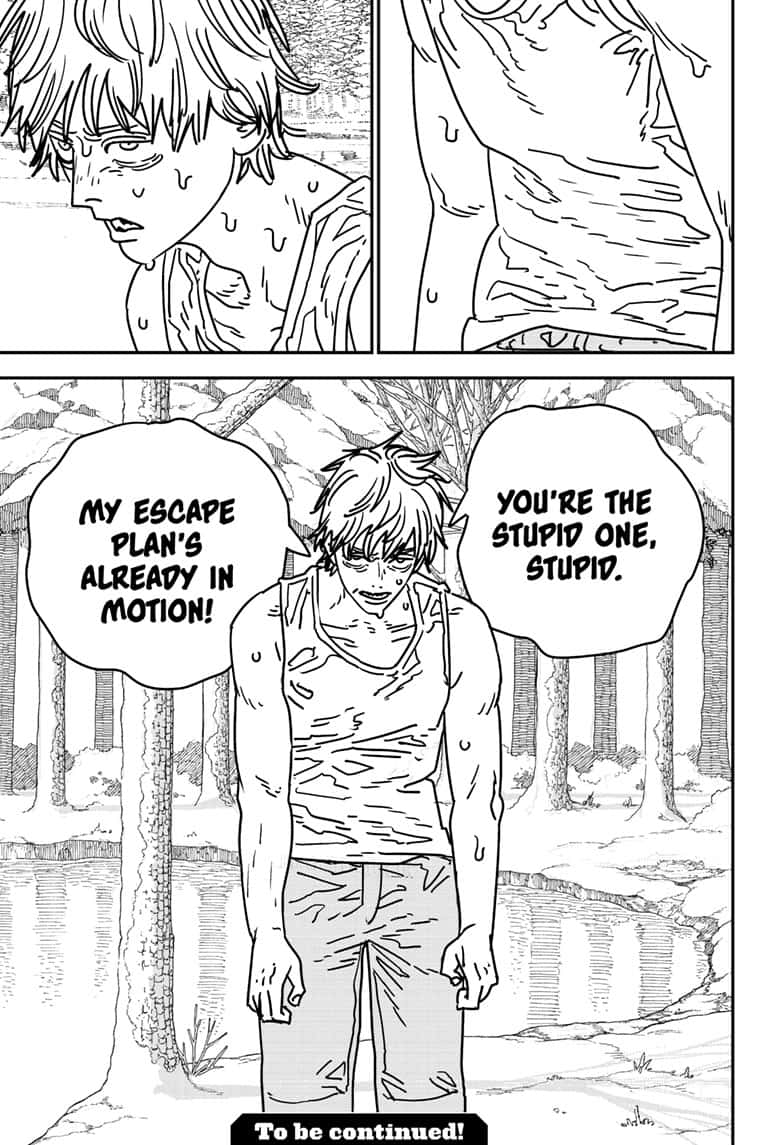 YOU'RE THE
STUPID ONE,
STUPID.
MY ESCAPE
PLAN'S
ALREADY IN
MOTION!
To be continued!